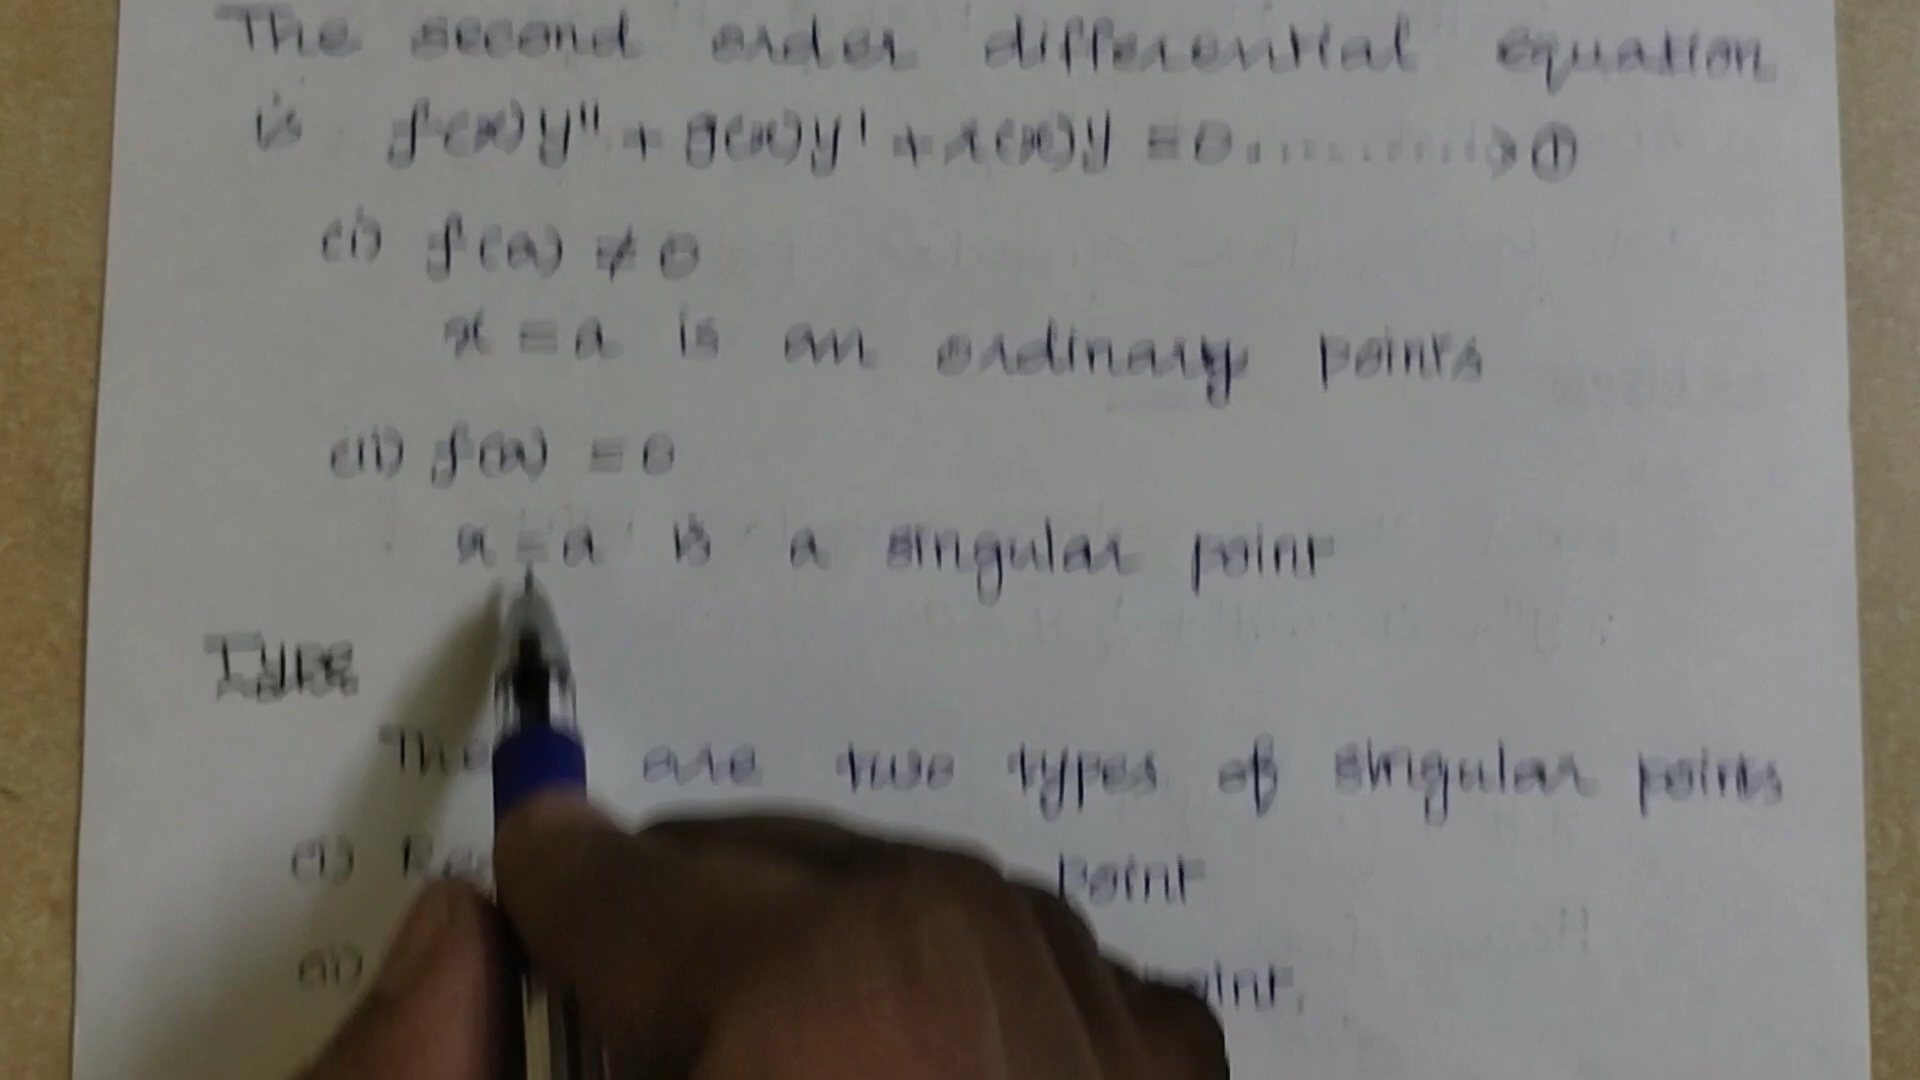 The second order differential equation
is f(x)y" + g(x)y' + r(x)y = 0..........> ①
(i) f(a) ≠ 0
x = a is an ordinary points
(ii) f(a) = 0
x = a is a singular point
Type
are two types of singular points
(i) point
(ii)